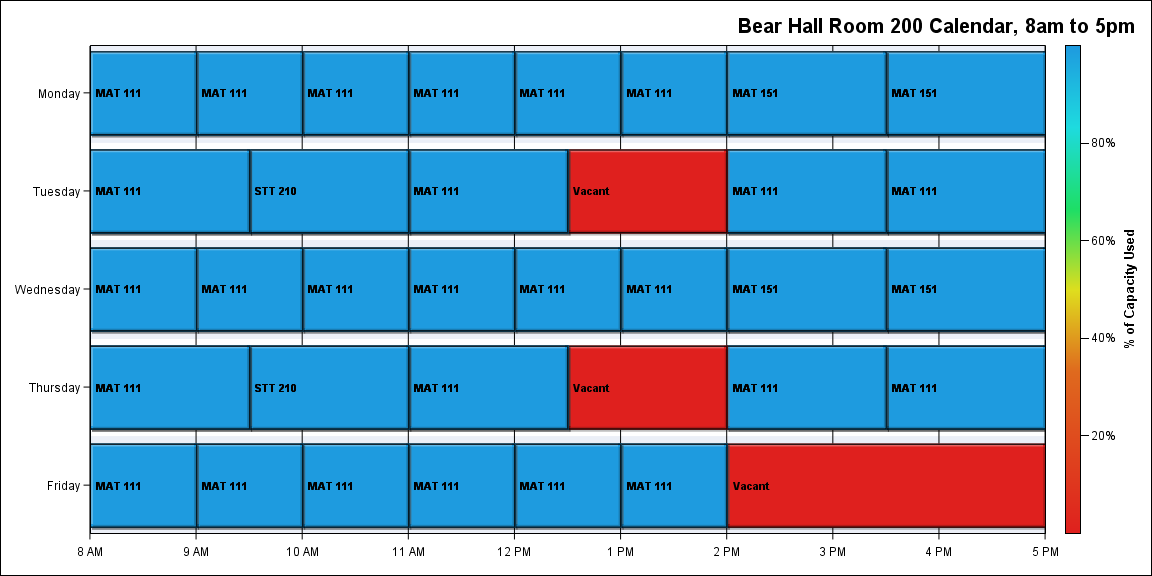 Bear Hall Room 200 Calendar, 8am to 5pm
Monday MAT 111 MAT 111 MAT 111 MAT 111 MAT 111 MAT 111 MAT 151 MAT 151
80%
Tuesday MAT 111 STT 210 MAT 111 Vacant MAT 111 MAT 111
60%
Wednesday MAT 111 MAT 111 MAT 111 MAT 111 MAT 111 MAT 111 MAT 151 MAT 151
% of Capacity Used
40%
Thursday MAT 111 STT 210 MAT 111 Vacant MAT 111 MAT 111
20%
Friday MAT 111 MAT 111 MAT 111 MAT 111 MAT 111 MAT 111 Vacant
8 AM 9 AM 10 AM 11 AM 12 PM 1 PM 2 PM 3 PM 4 PM 5 PM